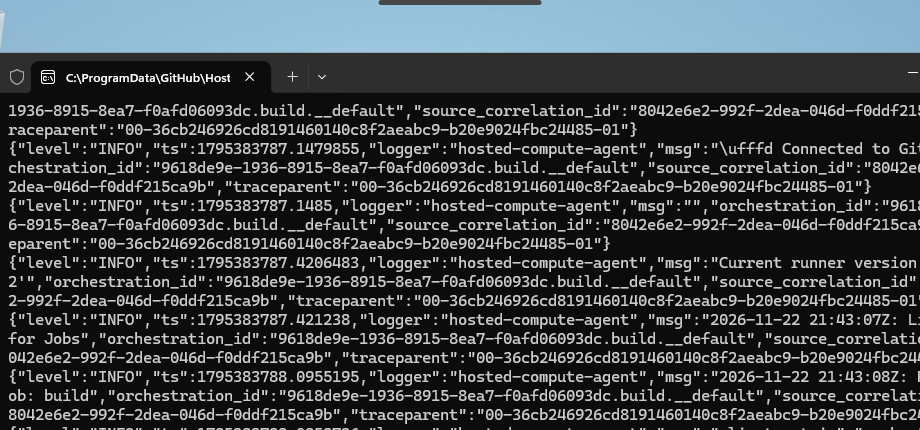 C:\ProgramData\GitHub\Host
1936-8915-8ea7-f0afd06093dc.build.__default","source_correlation_id":"8042e6e2-992f-2dea-046d-f0ddf215
raceparent":"00-36cb246926cd8191460140c8f2aeabc9-b20e9024fbc24485-01"}
{"level":"INFO","ts":1795383787.1479855,"logger":"hosted-compute-agent","msg":"\ufffd Connected to Git
chestration_id":"9618de9e-1936-8915-8ea7-f0afd06093dc.build.__default","source_correlation_id":"8042e
2dea-046d-f0ddf215ca9b","traceparent":"00-36cb246926cd8191460140c8f2aeabc9-b20e9024fbc24485-01"}
{"level":"INFO","ts":1795383787.1485,"logger":"hosted-compute-agent","msg":"","orchestration_id":"9618
6-8915-8ea7-f0afd06093dc.build.__default","source_correlation_id":"8042e6e2-992f-2dea-046d-f0ddf215ca9
eparent":"00-36cb246926cd8191460140c8f2aeabc9-b20e9024fbc24485-01"}
{"level":"INFO","ts":1795383787.4206483,"logger":"hosted-compute-agent","msg":"Current runner version
2'","orchestration_id":"9618de9e-1936-8915-8ea7-f0afd06093dc.build.__default","source_correlation_id"
2-992f-2dea-046d-f0ddf215ca9b","traceparent":"00-36cb246926cd8191460140c8f2aeabc9-b20e9024fbc24485-01"
{"level":"INFO","ts":1795383787.421238,"logger":"hosted-compute-agent","msg":"2026-11-22 21:43:07Z: Li
for Jobs","orchestration_id":"9618de9e-1936-8915-8ea7-f0afd06093dc.build.__default","source_correlatio
042e6e2-992f-2dea-046d-f0ddf215ca9b","traceparent":"00-36cb246926cd8191460140c8f2aeabc9-b20e9024fbc244
{"level":"INFO","ts":1795383788.0955195,"logger":"hosted-compute-agent","msg":"2026-11-22 21:43:08Z:
ob: build","orchestration_id":"9618de9e-1936-8915-8ea7-f0afd06093dc.build.__default","source_correlat
8042e6e2-992f-2dea-046d-f0ddf215ca9b","traceparent":"00-36cb246926cd8191460140c8f2aeabc9-b20e9024fbc24